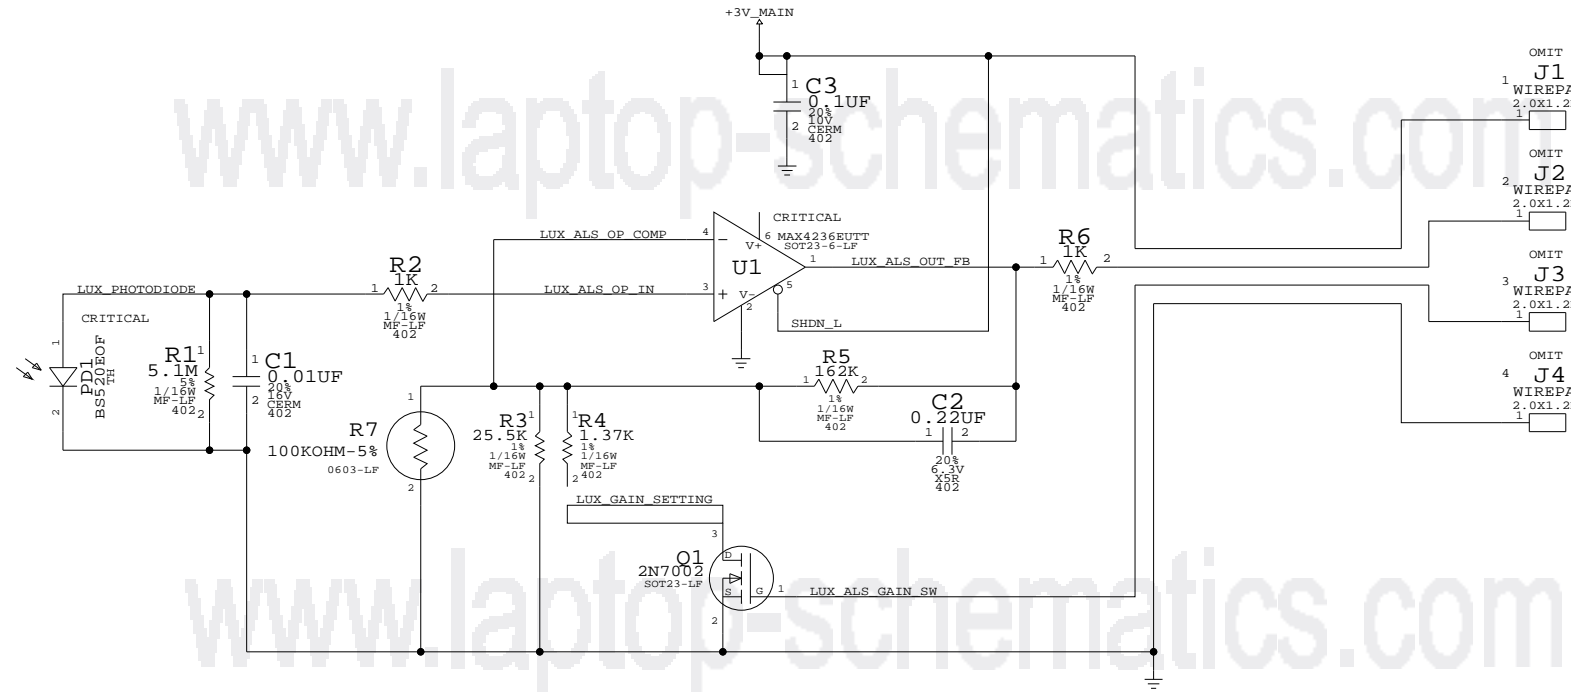 +3V_MAIN
www.laptop-schematics.com
1
C3
0.1UF
20%
10V
CERM
402
2
OMIT
J1
1
WIREPA
2.0X1.2
1
OMIT
J2
2
WIREPA
2.0X1.2
1
OMIT
J3
3
WIREPA
2.0X1.2
1
OMIT
J4
4
WIREPA
2.0X1.2
1
LUX_ALS_OP_COMP
4
CRITICAL
6
MAX4236EUTT
SOT23-6-LF
V+
U1
V-
1
5
3
2
SHDN_L
LUX_ALS_OUT_FB
R6
1K
1
2
1%
1/16W
MF-LF
402
LUX_PHOTODIODE
R2
1K
1
2
1%
1/16W
MF-LF
402
LUX_ALS_OP_IN
CRITICAL
1
PD1
BS520EOF
TH
2
R1
1
5.1M
5%
1/16W
MF-LF
402
2
1
C1
0.01UF
20%
16V
CERM
402
2
1
R7
100KOHM-5%
0603-LF
2
R3
1
25.5K
1%
1/16W
MF-LF
402
2
1
R4
1.37K
1%
1/16W
MF-LF
402
2
R5
162K
1
2
1%
1/16W
MF-LF
402
C2
0.22UF
1
2
20%
6.3V
X5R
402
LUX_GAIN_SETTING
3
Q1
2N7002
SOT23-LF
D
S
G
1
2
LUX_ALS_GAIN_SW
www.laptop-schematics.com